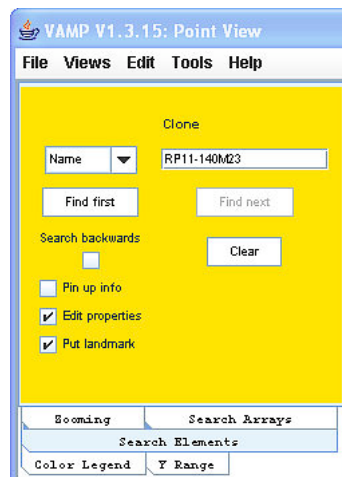 VAMP V1.3.15: Point View
File Views Edit Tools Help
Clone
Name RP11-140M23
Find first Find next
Search backwards
Clear
Pin up info
Edit properties
Put landmark
Zooming Search Arrays
Search Elements
Color Legend Y Range